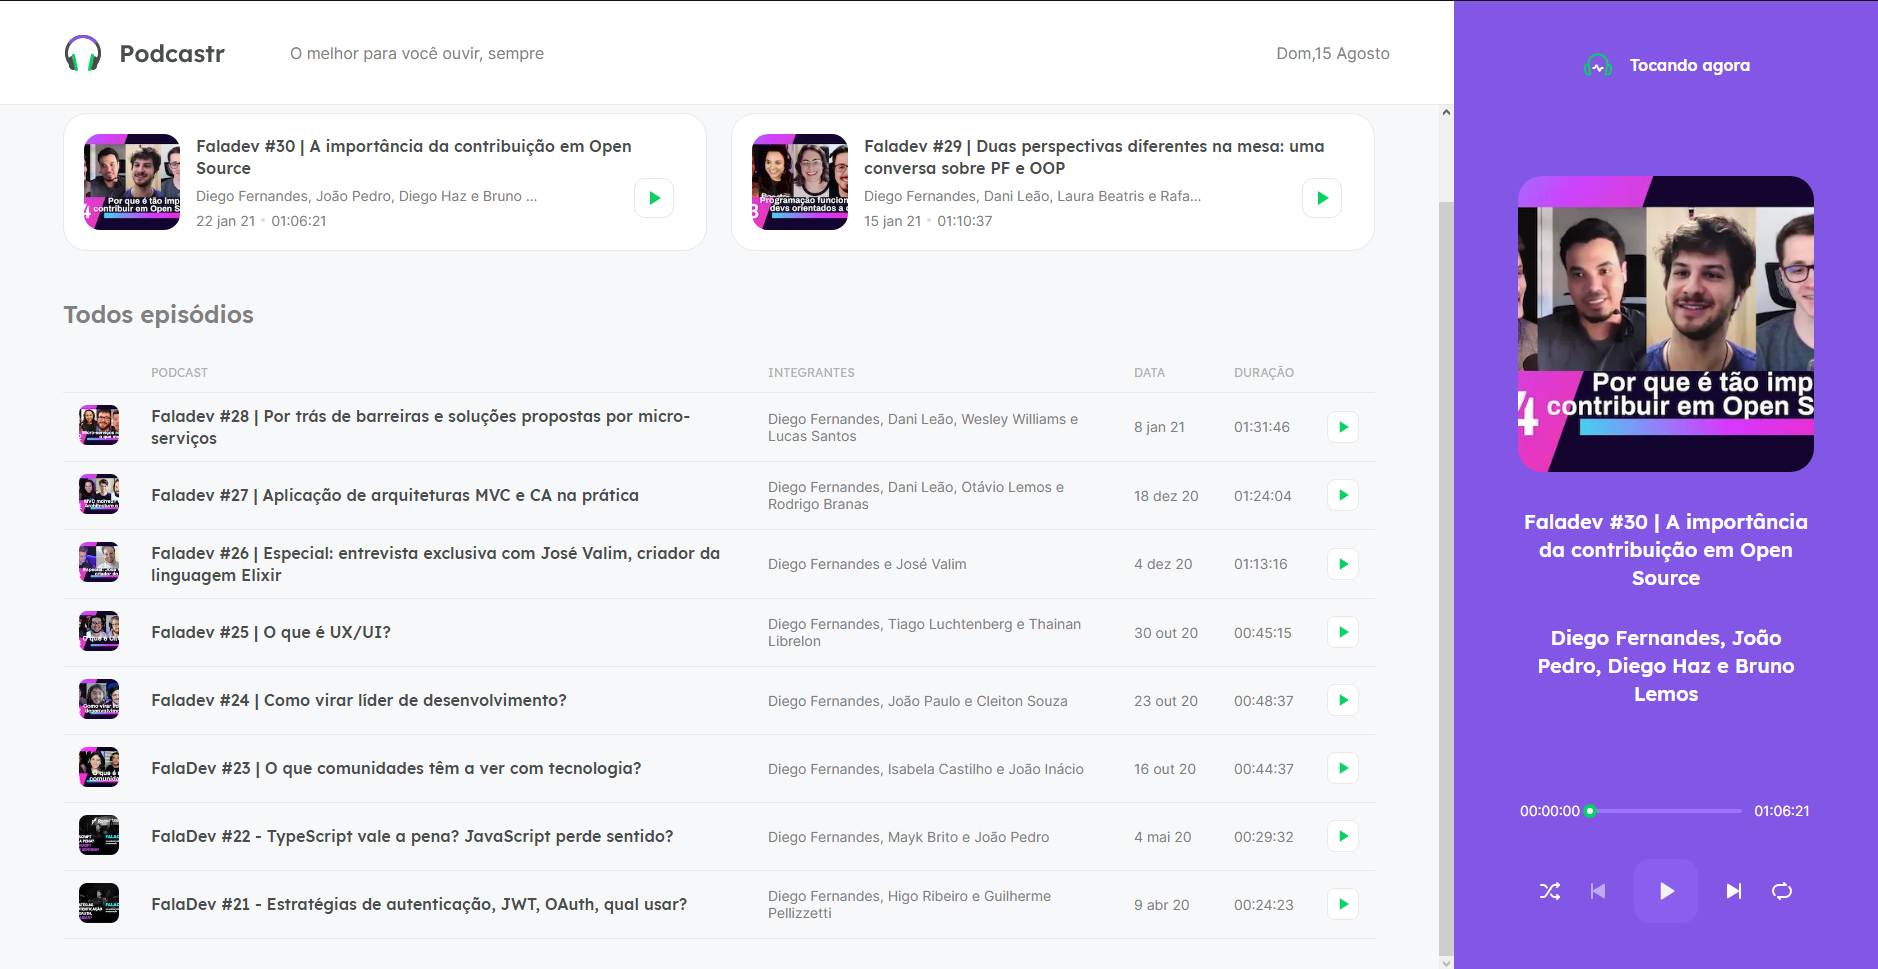 Podcastr
O melhor para você ouvir, sempre
Dom,15 Agosto
Faladev #30 | A importância da contribuição em Open
Source
Diego Fernandes, João Pedro, Diego Haz e Bruno ...
22 jan 21 • 01:06:21
Por que é tão imp
contribuir em Open S
4
Faladev #29 | Duas perspectivas diferentes na mesa: uma
conversa sobre PF e OOP
Diego Fernandes, Dani Leão, Laura Beatris e Rafa...
15 jan 21 • 01:10:37
Programação funcion
devs orientados a
Todos episódios
PODCAST INTEGRANTES DATA DURAÇÃO
Faladev #28 | Por trás de barreiras e soluções propostas por micro-
serviços
Diego Fernandes, Dani Leão, Wesley Williams e
Lucas Santos
8 jan 21
01:31:46
Faladev #27 | Aplicação de arquiteturas MVC e CA na prática
Diego Fernandes, Dani Leão, Otávio Lemos e
Rodrigo Branas
18 dez 20
01:24:04
Faladev #26 | Especial: entrevista exclusiva com José Valim, criador da
linguagem Elixir
Diego Fernandes e José Valim
4 dez 20
01:13:16
Faladev #25 | O que é UX/UI?
Diego Fernandes, Tiago Luchtenberg e Thainan
Librelon
30 out 20
00:45:15
Faladev #24 | Como virar líder de desenvolvimento?
Diego Fernandes, João Paulo e Cleiton Souza
23 out 20
00:48:37
FalaDev #23 | O que comunidades têm a ver com tecnologia?
Diego Fernandes, Isabela Castilho e João Inácio
16 out 20
00:44:37
FalaDev #22 - TypeScript vale a pena? JavaScript perde sentido?
Diego Fernandes, Mayk Brito e João Pedro
4 mai 20
00:29:32
FalaDev #21 - Estratégias de autenticação, JWT, OAuth, qual usar?
Diego Fernandes, Higo Ribeiro e Guilherme
Pellizzetti
9 abr 20
00:24:23
Tocando agora
Por que é tão imp
contribuir em Open S
4
Faladev #30 | A importância
da contribuição em Open
Source
Diego Fernandes, João
Pedro, Diego Haz e Bruno
Lemos
00:00:00 01:06:21